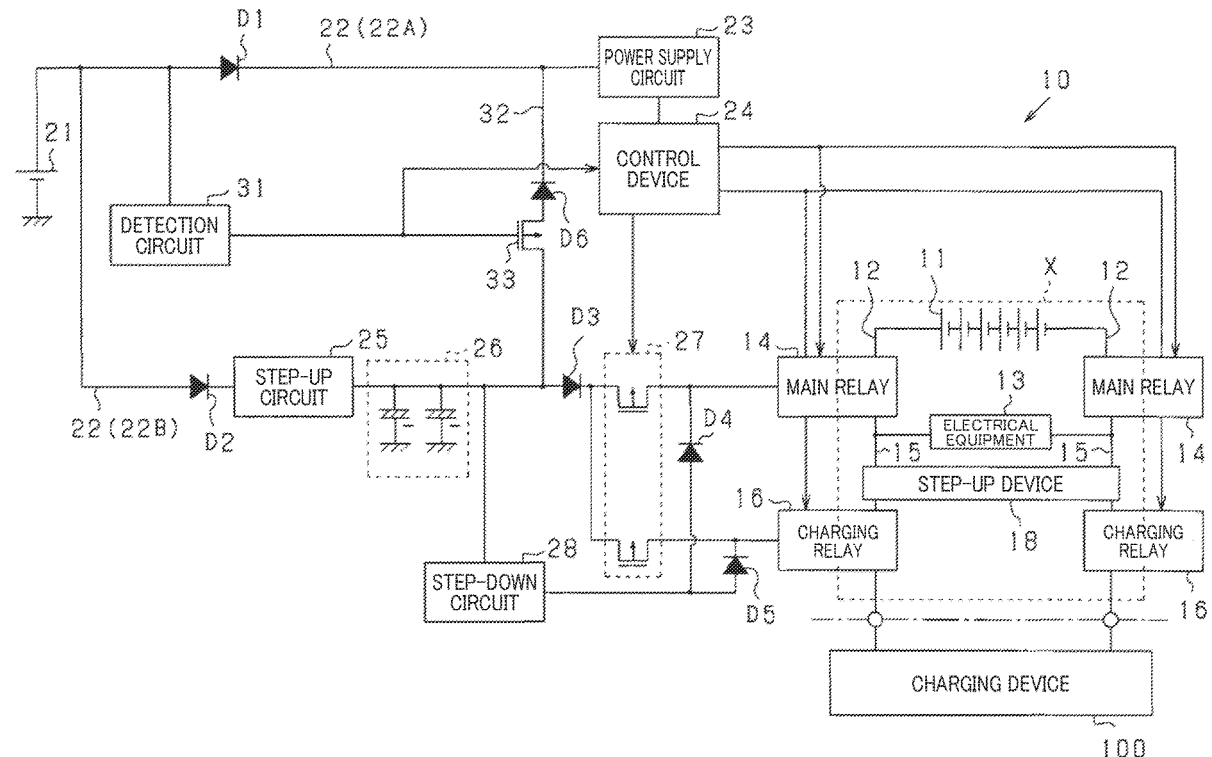 D1
22(22A)
23
POWER SUPPLY
CIRCUIT
10
32
24
21
CONTROL
DEVICE
31
DETECTION
CIRCUIT
D6
33
12
11
X
12
D3
25
26
27
14
STEP-UP
CIRCUIT
MAIN RELAY
MAIN RELAY
13
22(22B)
D2
D4
ELECTRICAL
EQUIPMENT
15
15
14
STEP-UP DEVICE
16
18
28
CHARGING
RELAY
CHARGING
RELAY
STEP-DOWN
CIRCUIT
D5
16
CHARGING DEVICE
100